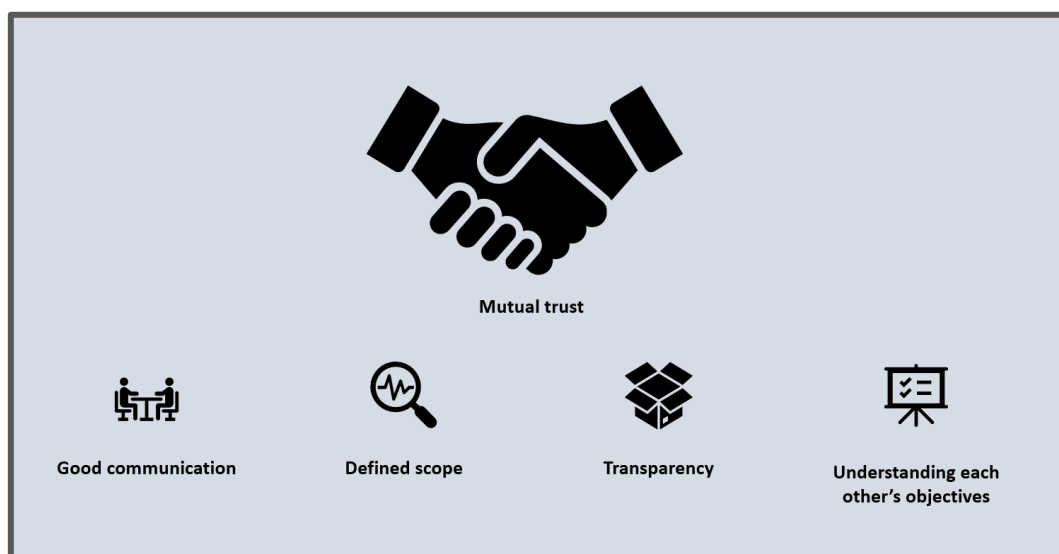 Mutual trust
Good communication
Defined scope
Transparency
Understanding each
other’s objectives